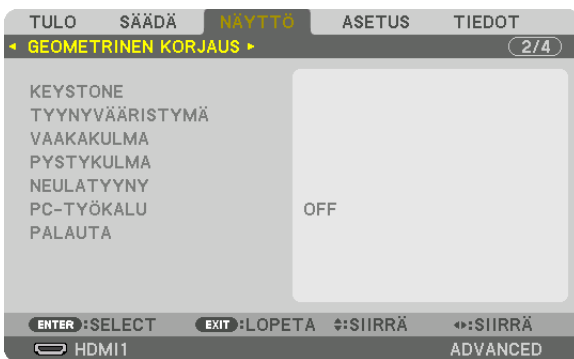 TULO SÄÄDÄ NÄYTTÖ ASETUS TIEDOT
GEOMETRINEN KORJAUS 2/4
KEYSTONE
TYYNYVÄÄRISTYMÄ
VAAKAKULMA
PYSTYKULMA
NEULATYYNY
PC-TYÖKALU OFF
PALAUTA
ENTER:SELECT EXIT:LOPETA :SIIRRÄ :SIIRRÄ
HDMI1 ADVANCED